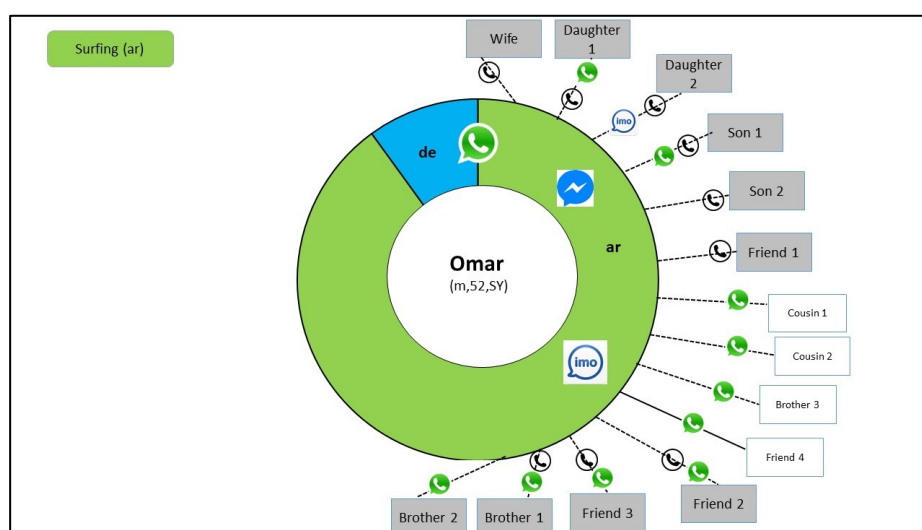 Surfing (ar)
Wife
Daughter
1
Daughter
2
imo
Son 1
de
Son 2
ar
Friend 1
Omar
(m,52,SY)
Cousin 1
Cousin 2
imo
Brother 3
Friend 4
Brother 2
Brother 1
Friend 3
Friend 2